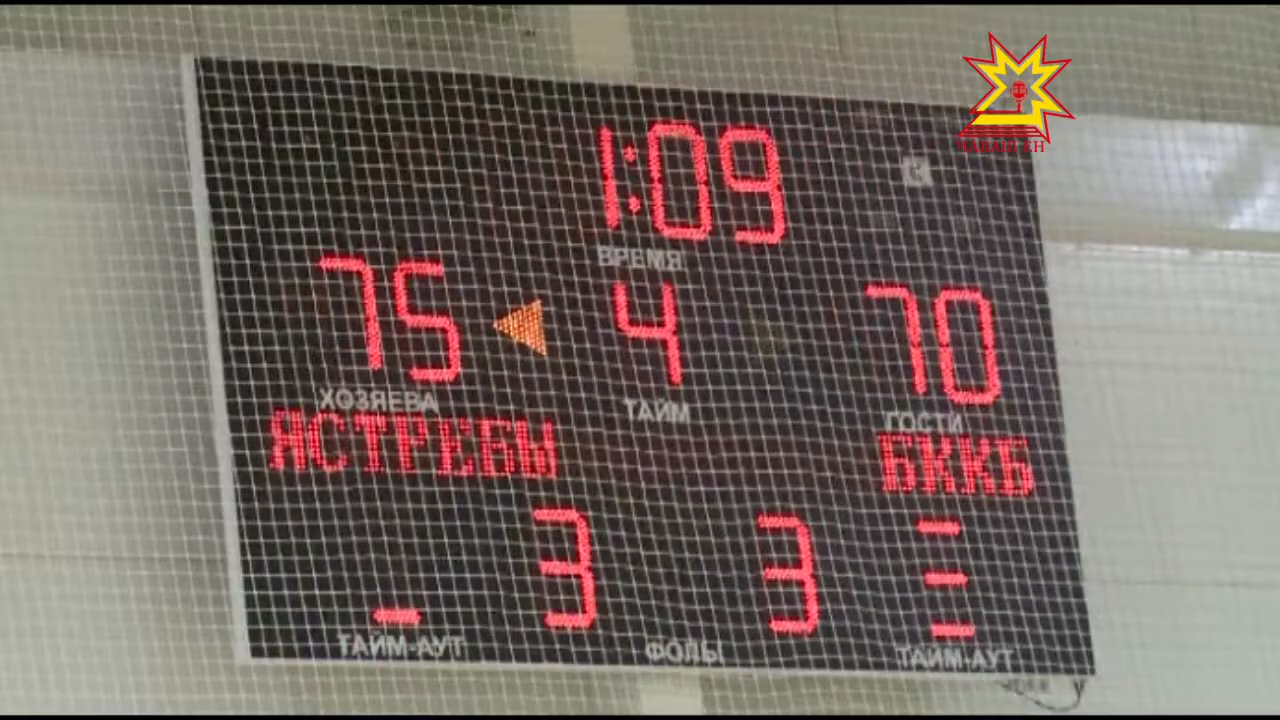 1:09
ВРЕМЯ
75 4 70
ХОЗЯЕВА ТАЙМ ГОСТИ
ЯСТРЕБЫ БККБ
3 3
ТАЙМ-АУТ ФОЛЫ ТАЙМ-АУТ